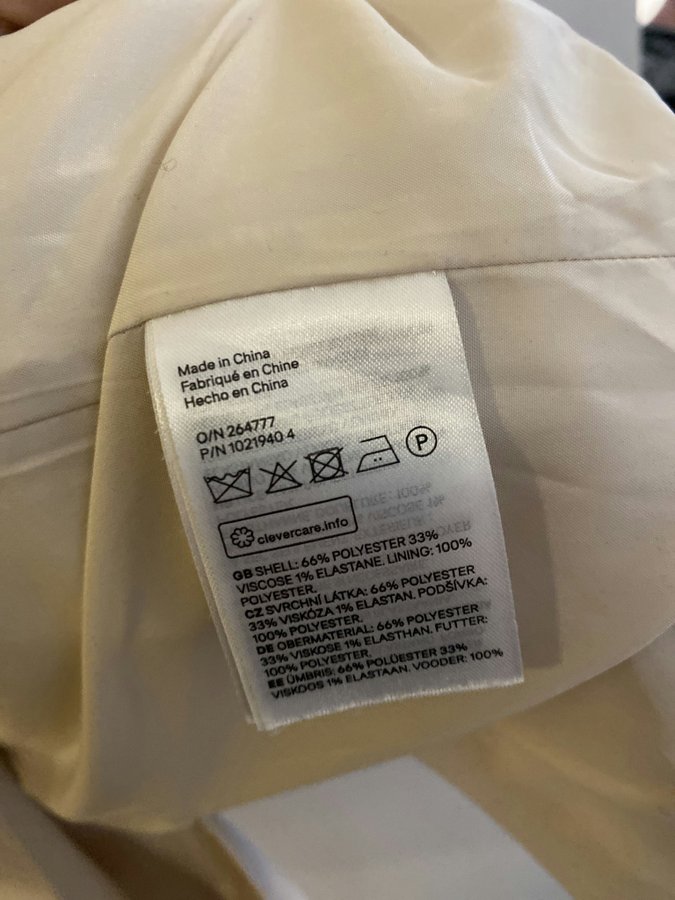 Made in China
Fabriqué en Chine
Hecho en China
O/N 264777
P/N 1021940 4
P
clevercare.info
GB SHELL: 66% POLYESTER 33%
VISCOSE 1% ELASTANE. LINING: 100%
POLYESTER.
CZ SVRCHNÍ LÁTKA: 66% POLYESTER
33% VISKÓZA 1% ELASTAN. PODŠÍVKA:
100% POLYESTER.
DE OBERMATERIAL: 66% POLYESTER
33% VISKOSE 1% ELASTHAN. FUTTER:
100% POLYESTER.
EE ÜMBRIS: 66% POLÜESTER 33%
VISKOOS 1% ELASTAAN. VOODER: 100%